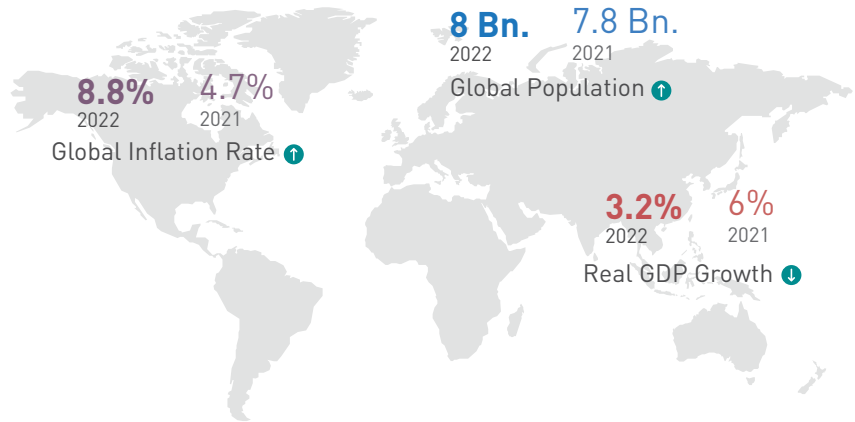 8 Bn. 7.8 Bn.
2022 2021
Global Population
8.8% 4.7%
2022 2021
Global Inflation Rate
3.2% 6%
2022 2021
Real GDP Growth